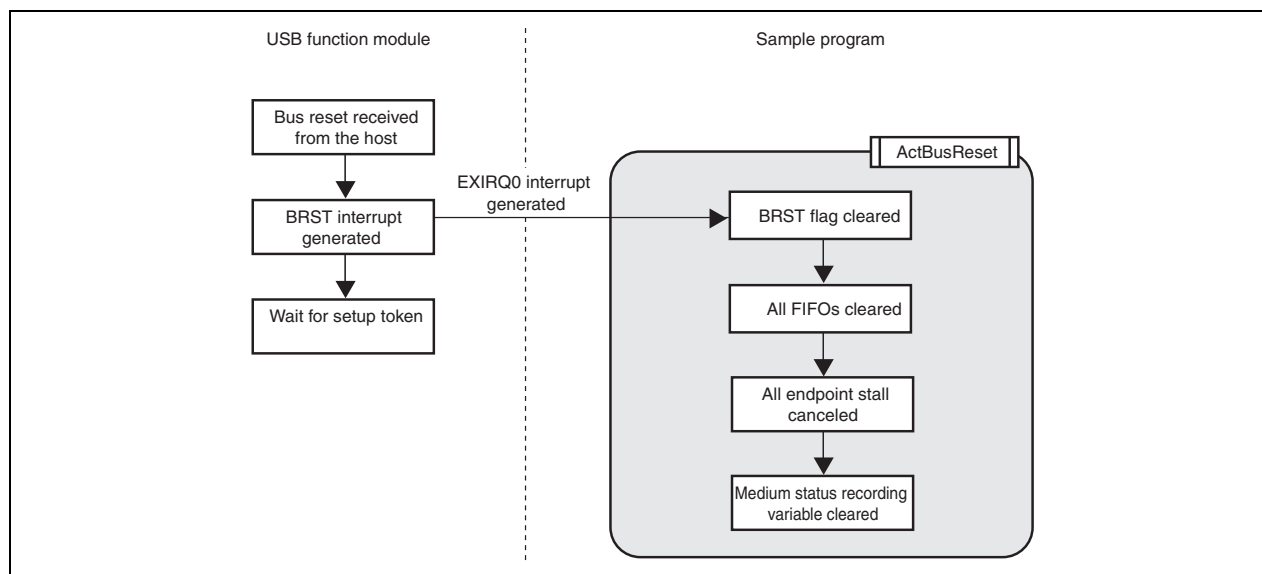 USB function module
Sample program
Bus reset received
from the host
ActBusReset
EXIRQ0 interrupt
generated
BRST interrupt
generated
BRST flag cleared
Wait for setup token
All FIFOs cleared
All endpoint stall
canceled
Medium status recording
variable cleared